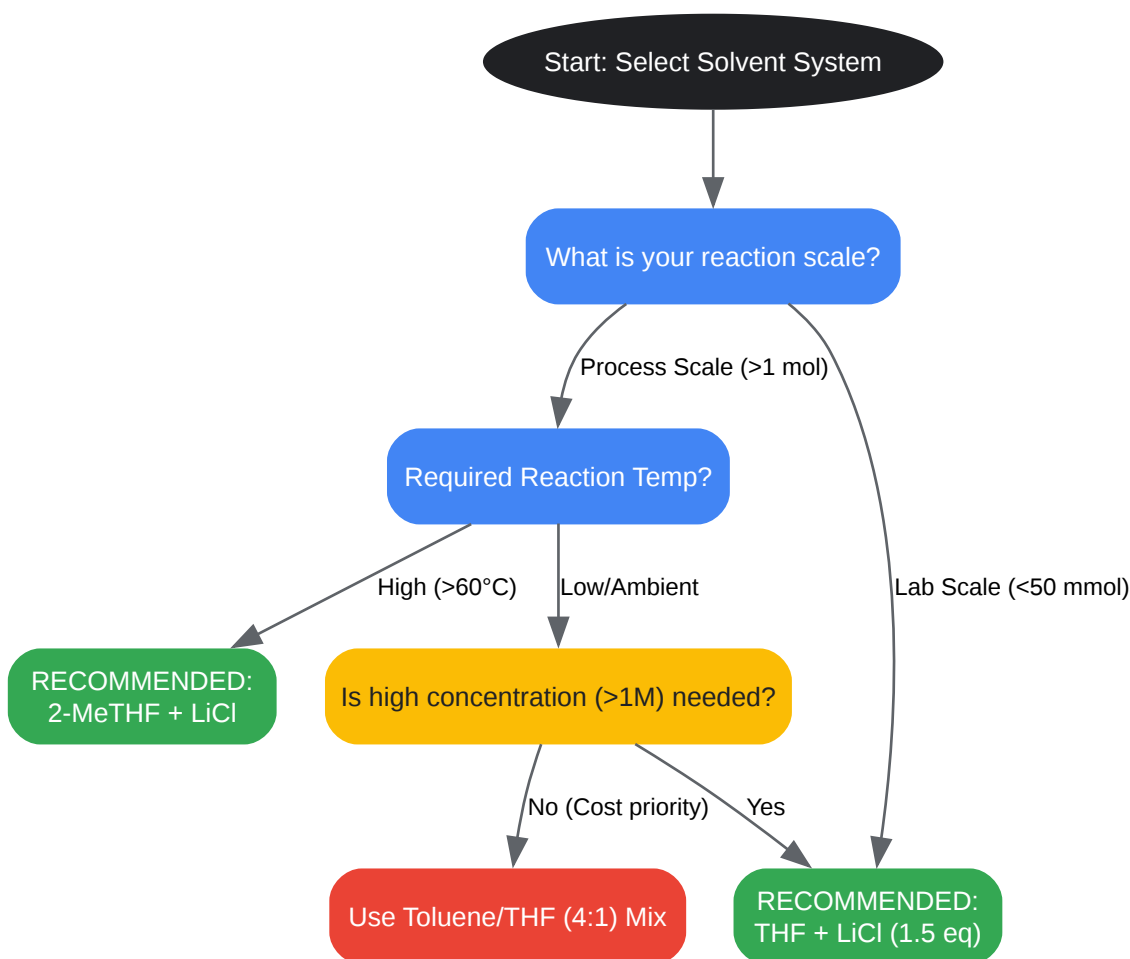 Start: Select Solvent System
What is your reaction scale?
Process Scale (>1 mol)
Required Reaction Temp?
High (>60°C)
Low/Ambient
Lab Scale (<50 mmol)
RECOMMENDED:
2-MeTHF + LiCl
Is high concentration (>1M) needed?
No (Cost priority)
Yes
Use Toluene/THF (4:1) Mix
RECOMMENDED:
THF + LiCl (1.5 eq)